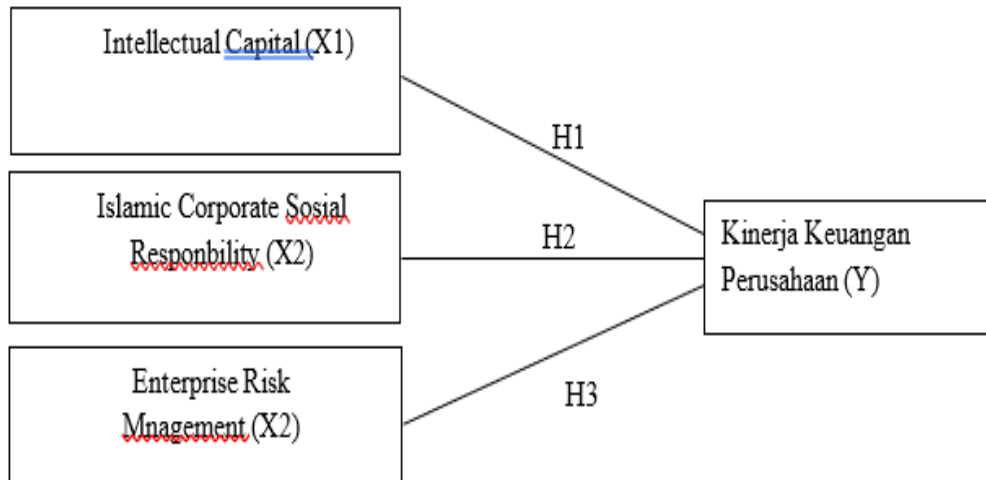 Intellectual Capital (X1)
H1
Islamic Corporate Sosial
Responbility (X2)
H2
Kinerja Keuangan
Perusahaan (Y)
Enterprise Risk
Mnagement (X2)
H3